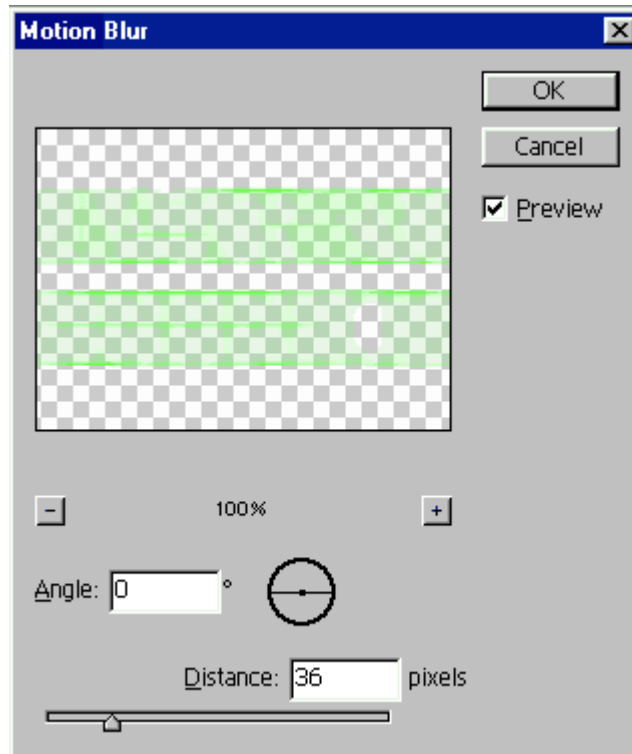 Motion Blur
OK
Cancel
Preview
- 100% +
Angle: 0 °
Distance: 36 pixels